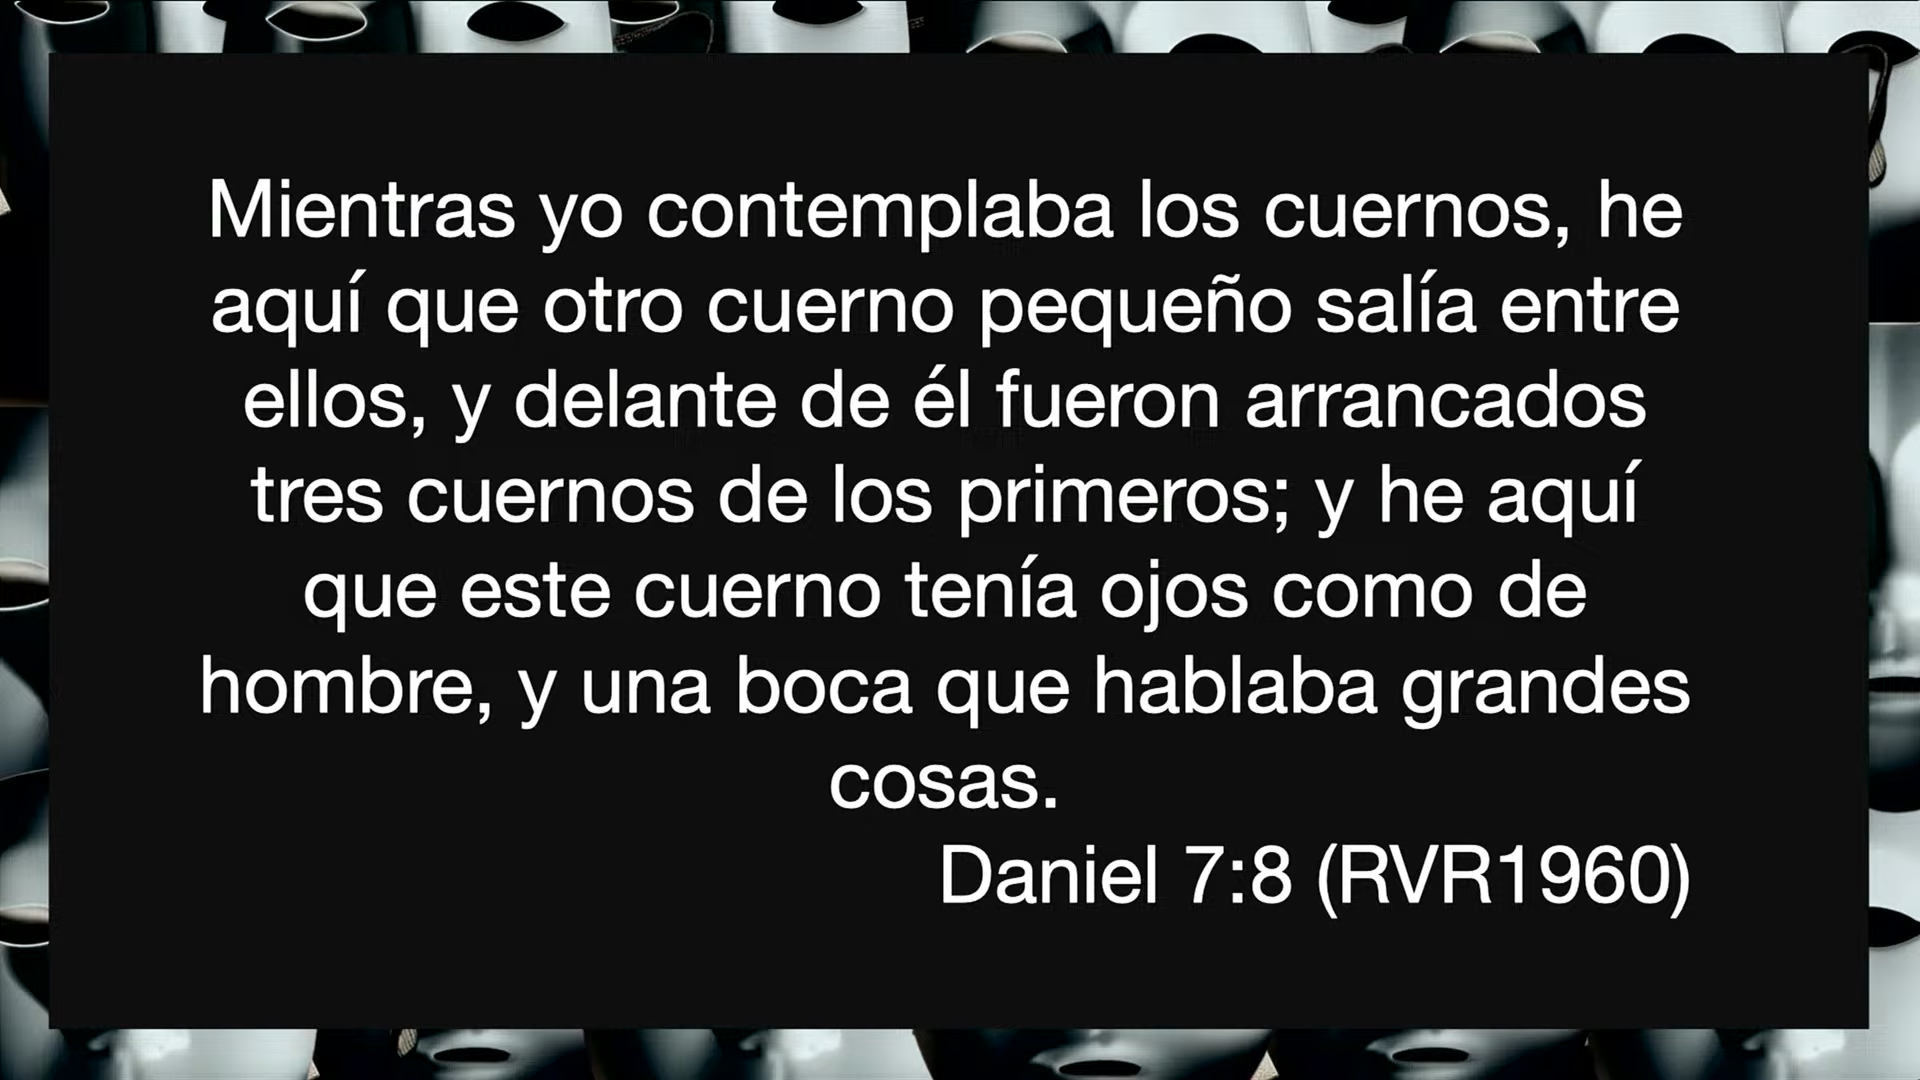 Mientras yo contemplaba los cuernos, he
aquí que otro cuerno pequeño salía entre
ellos, y delante de él fueron arrancados
tres cuernos de los primeros; y he aquí
que este cuerno tenía ojos como de
hombre, y una boca que hablaba grandes
cosas.
Daniel 7:8 (RVR1960)